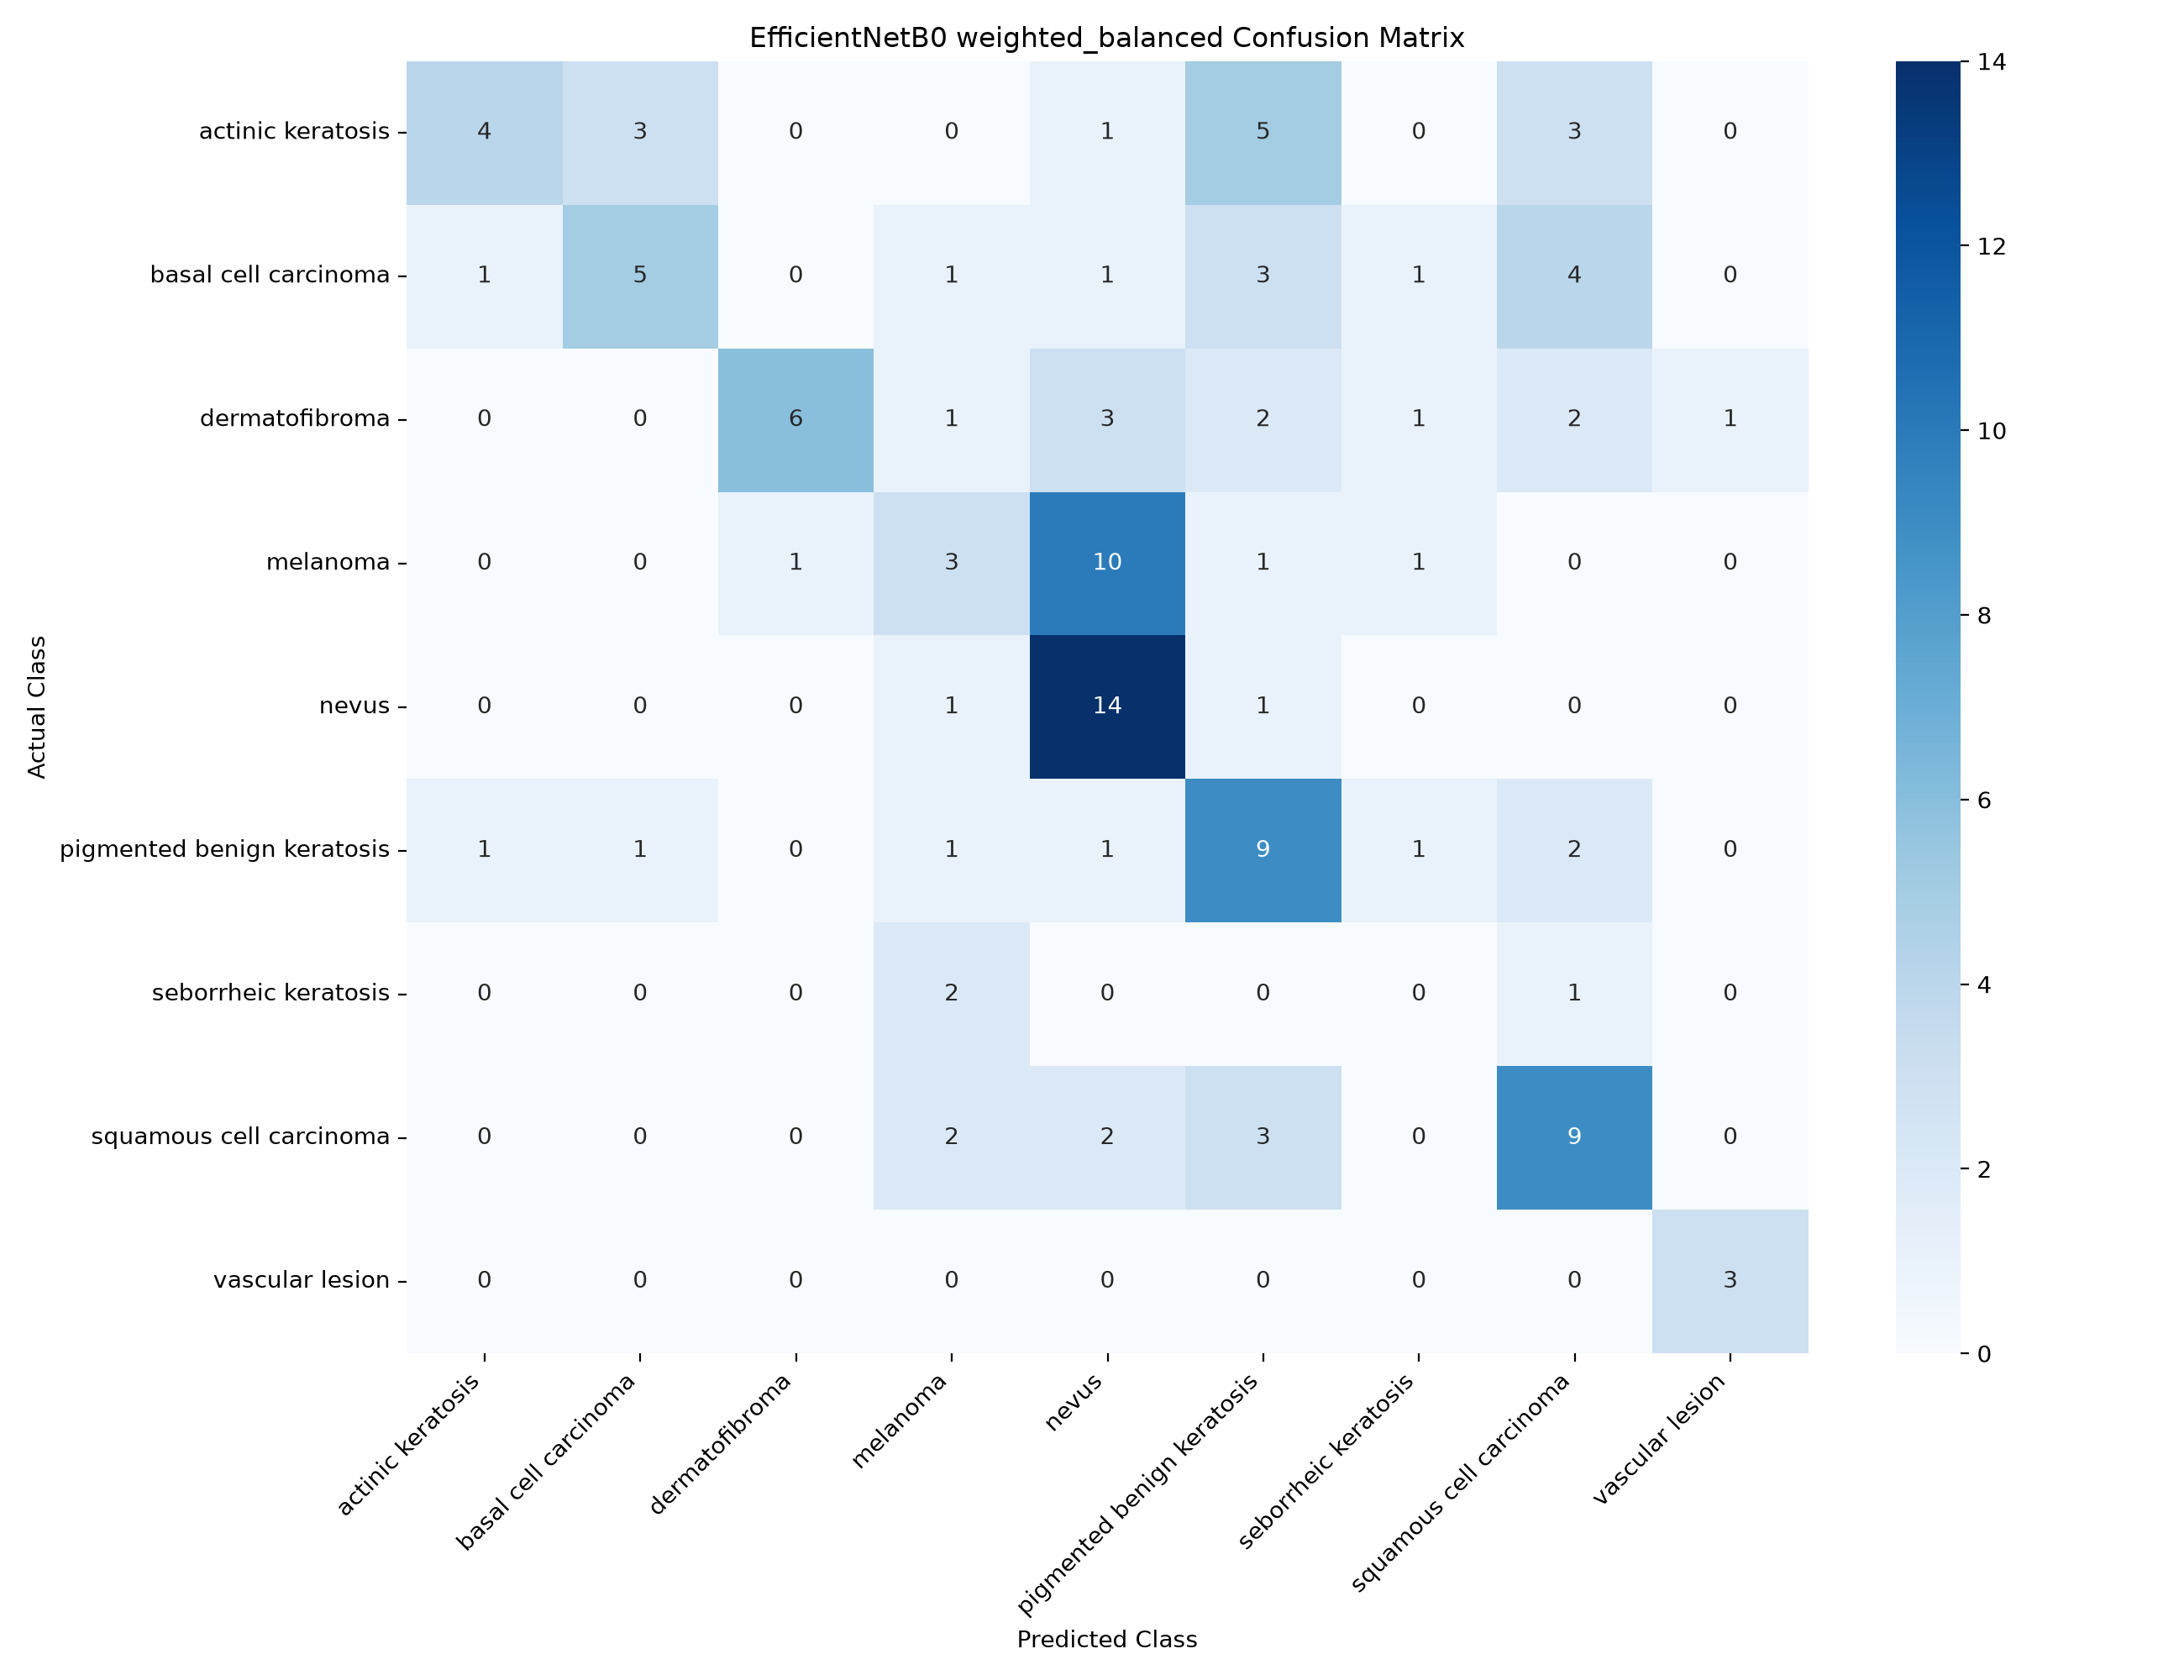 EfficientNetB0 weighted_balanced Confusion Matrix
actinic keratosis 4 3 0 0 1 5 0 3 0
basal cell carcinoma 1 5 0 1 1 3 1 4 0
dermatofibroma 0 0 6 1 3 2 1 2 1
melanoma 0 0 1 3 10 1 1 0 0
nevus 0 0 0 1 14 1 0 0 0
pigmented benign keratosis 1 1 0 1 1 9 1 2 0
seborrheic keratosis 0 0 0 2 0 0 0 1 0
squamous cell carcinoma 0 0 0 2 2 3 0 9 0
vascular lesion 0 0 0 0 0 0 0 0 3
Actual Class
actinic keratosis
basal cell carcinoma
dermatofibroma
melanoma
nevus
pigmented benign keratosis
seborrheic keratosis
squamous cell carcinoma
vascular lesion
Predicted Class
14
12
10
8
6
4
2
0